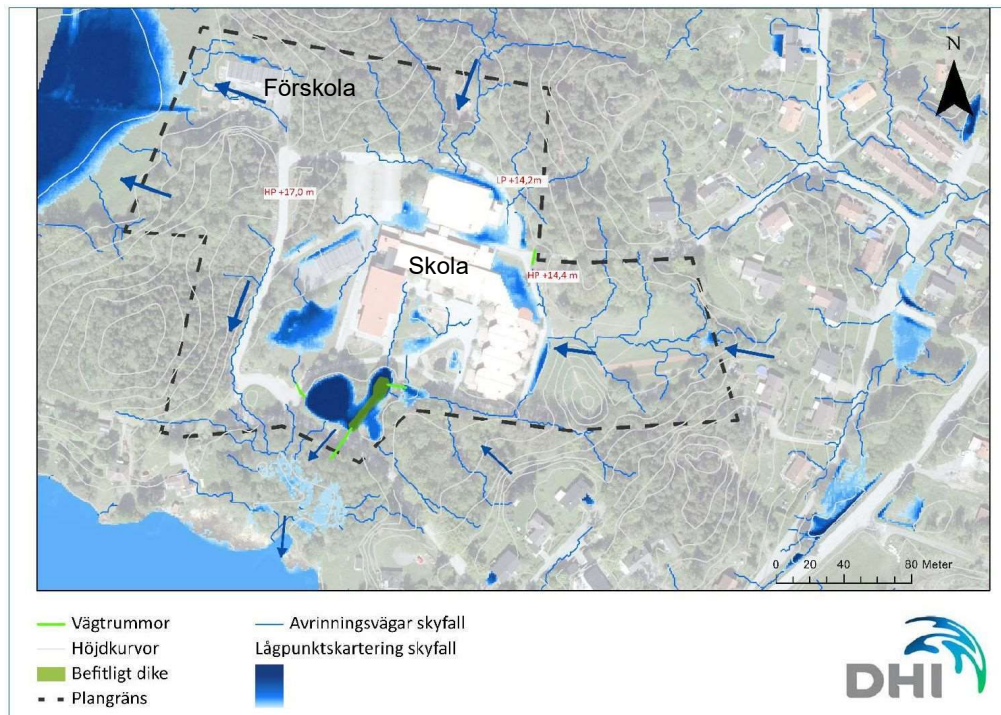 N
Förskola
HP +17,0 m
LP +14,2m
Skola
HP +14,4 m
0 20 40 80 Meter
Vägtrummor
Höjdkurvor
Befitligt dike
Plangräns
Avrinningsvägar skyfall
Lågpunktskartering skyfall
DHI